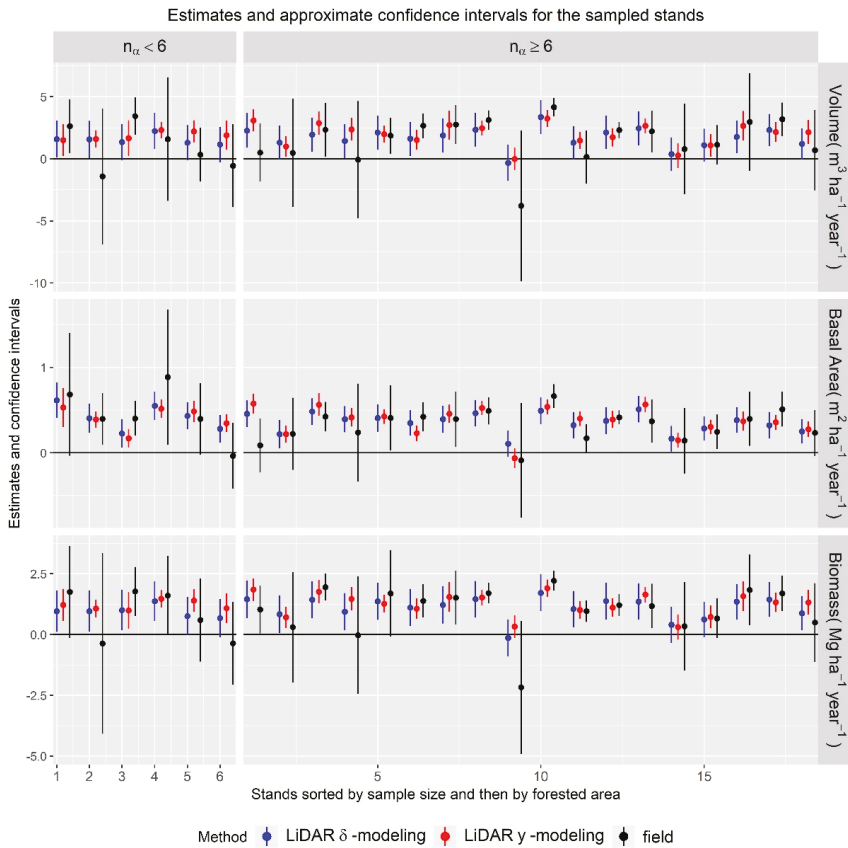 Estimates and approximate confidence intervals for the sampled stands
nα < 6
nα ≥ 6
5
0
-5
-10
Volume( m³ ha⁻¹ year⁻¹ )
1
0
Basal Area( m² ha⁻¹ year⁻¹ )
2.5
0.0
-2.5
-5.0
Biomass( Mg ha⁻¹ year⁻¹ )
Estimates and confidence intervals
1 2 3 4 5 6 5 10 15
Stands sorted by sample size and then by forested area
Method LiDAR δ -modeling LiDAR y -modeling field